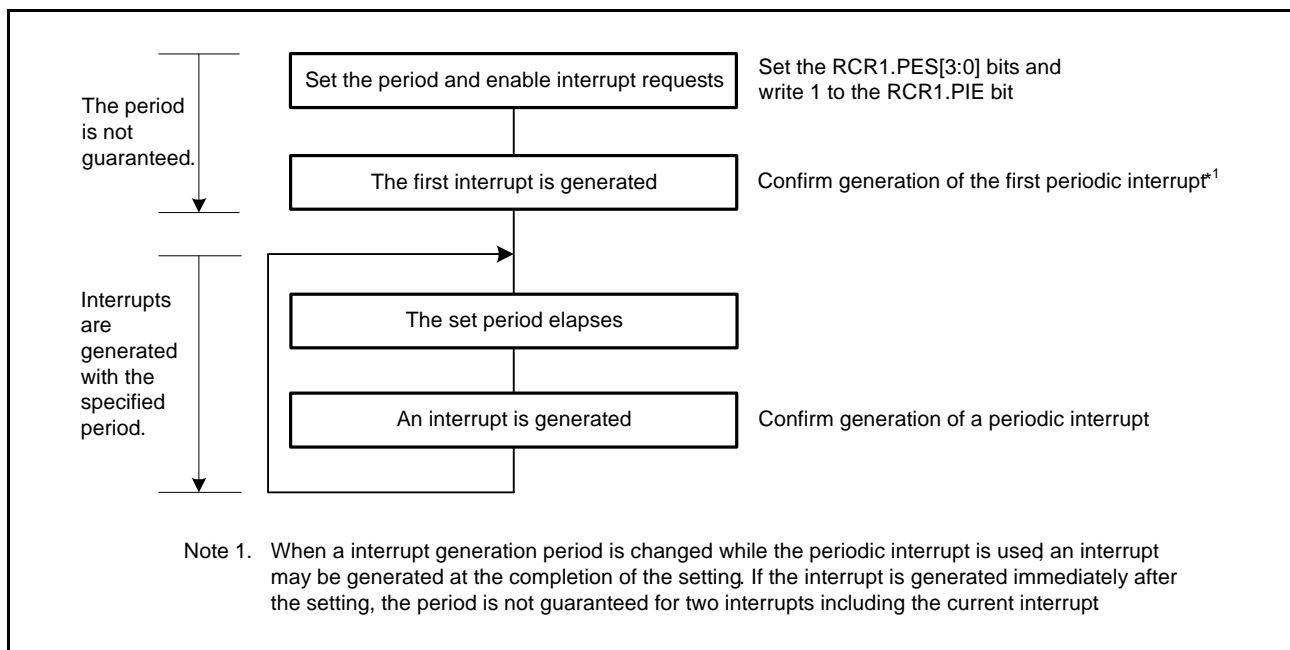 Set the period and enable interrupt requests
Set the RCR1.PES[3:0] bits and
write 1 to the RCR1.PIE bit
The period
is not
guaranteed.
The first interrupt is generated
Confirm generation of the first periodic interrupt*1
Interrupts
are
generated
with the
specified
period.
The set period elapses
An interrupt is generated
Confirm generation of a periodic interrupt
Note 1. When a interrupt generation period is changed while the periodic interrupt is used, an interrupt
may be generated at the completion of the setting. If the interrupt is generated immediately after
the setting, the period is not guaranteed for two interrupts including the current interrupt.